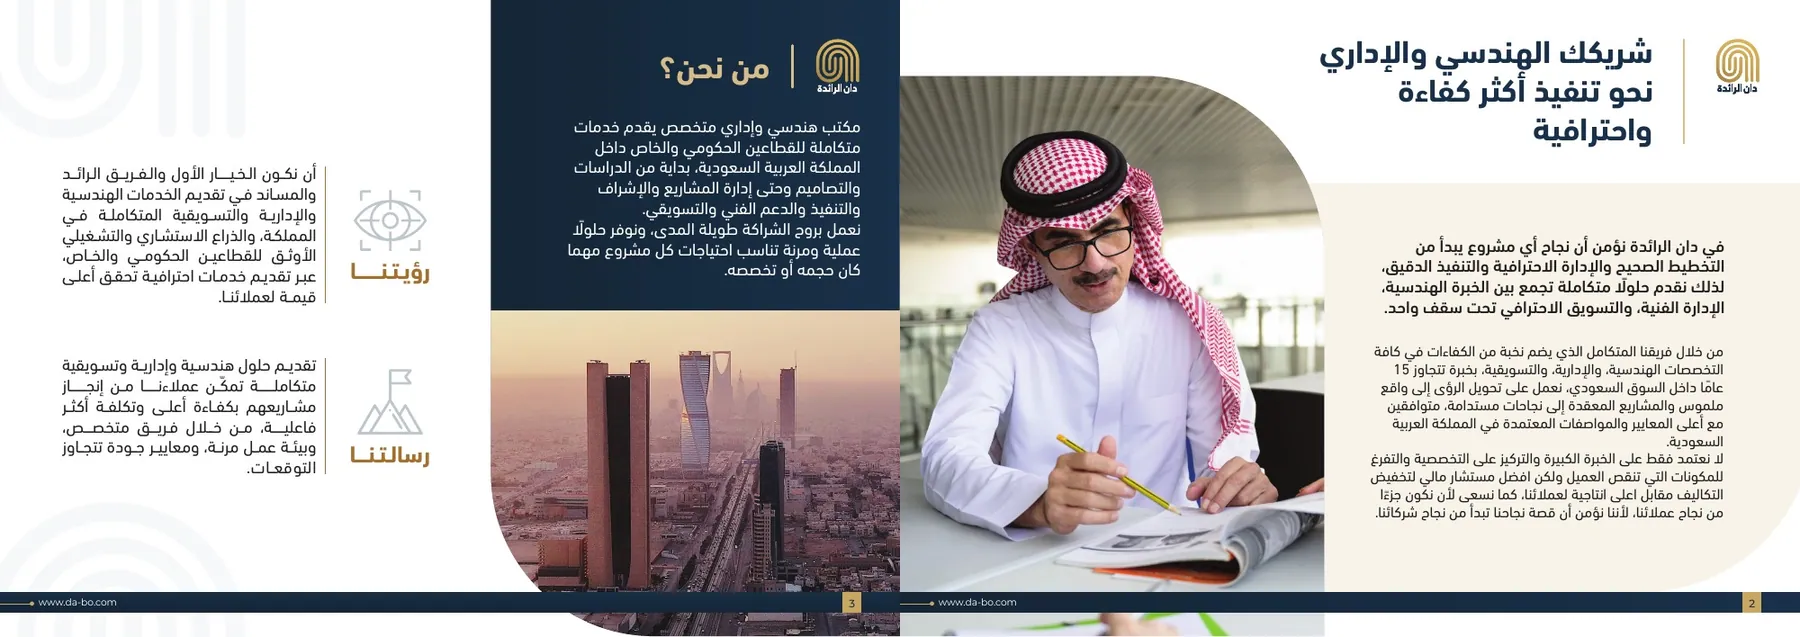 دان الرائدة
شريكك الهندسي والإداري
نحو تنفيذ أكثر كفاءة
واحترافية
في دان الرائدة نؤمن أن نجاح أي مشروع يبدأ من
التخطيط الصحيح والإدارة الاحترافية والتنفيذ الدقيق،
لذلك نقدم حلولًا متكاملة تجمع بين الخبرة الهندسية،
الإدارة الفنية، والتسويق الاحترافي تحت سقف واحد.
من خلال فريقنا المتكامل الذي يضم نخبة من الكفاءات في كافة
التخصصات الهندسية، والإدارية، والتسويقية، بخبرة تتجاوز 15
عامًا داخل السوق السعودي، نعمل على تحويل الرؤى إلى واقع
ملموس والمشاريع المعقدة إلى نجاحات مستدامة، متوافقين
مع أعلى المعايير والمواصفات المعتمدة في المملكة العربية
السعودية.
لا نعتمد فقط على الخبرة الكبيرة والتركيز على التخصصية والتفرغ
للمكونات التي تنقص العميل ولكن افضل مستشار مالي لتخفيض
التكاليف مقابل اعلى انتاجية لعملائنا، كما نسعى لأن نكون جزءًا
من نجاح عملائنا، لأننا نؤمن أن قصة نجاحنا تبدأ من نجاح شركائنا.
www.da-bo.com
2
دان الرائدة
من نحن؟
مكتب هندسي وإداري متخصص يقدم خدمات
متكاملة للقطاعين الحكومي والخاص داخل
المملكة العربية السعودية، بداية من الدراسات
والتصاميم وحتى إدارة المشاريع والإشراف
والتنفيذ والدعم الفني والتسويقي.
نعمل بروح الشراكة طويلة المدى، ونوفر حلولًا
عملية ومرنة تناسب احتياجات كل مشروع مهما
كان حجمه أو تخصصه.
رؤيتنا
أن نكون الخيار الأول والفريق الرائد
والمساند في تقديم الخدمات الهندسية
والإدارية والتسويقية المتكاملة في
المملكة، والذراع الاستشاري والتشغيلي
الأوثق للقطاعين الحكومي والخاص،
عبر تقديم خدمات احترافية تحقق أعلى
قيمة لعملائنا.
رسالتنا
تقديم حلول هندسية وإدارية وتسويقية
متكاملة تمكّن عملاءنا من إنجاز
مشاريعهم بكفاءة أعلى وتكلفة أكثر
فاعلية، من خلال فريق متخصص،
وبيئة عمل مرنة، ومعايير جودة تتجاوز
التوقعات.
www.da-bo.com
3